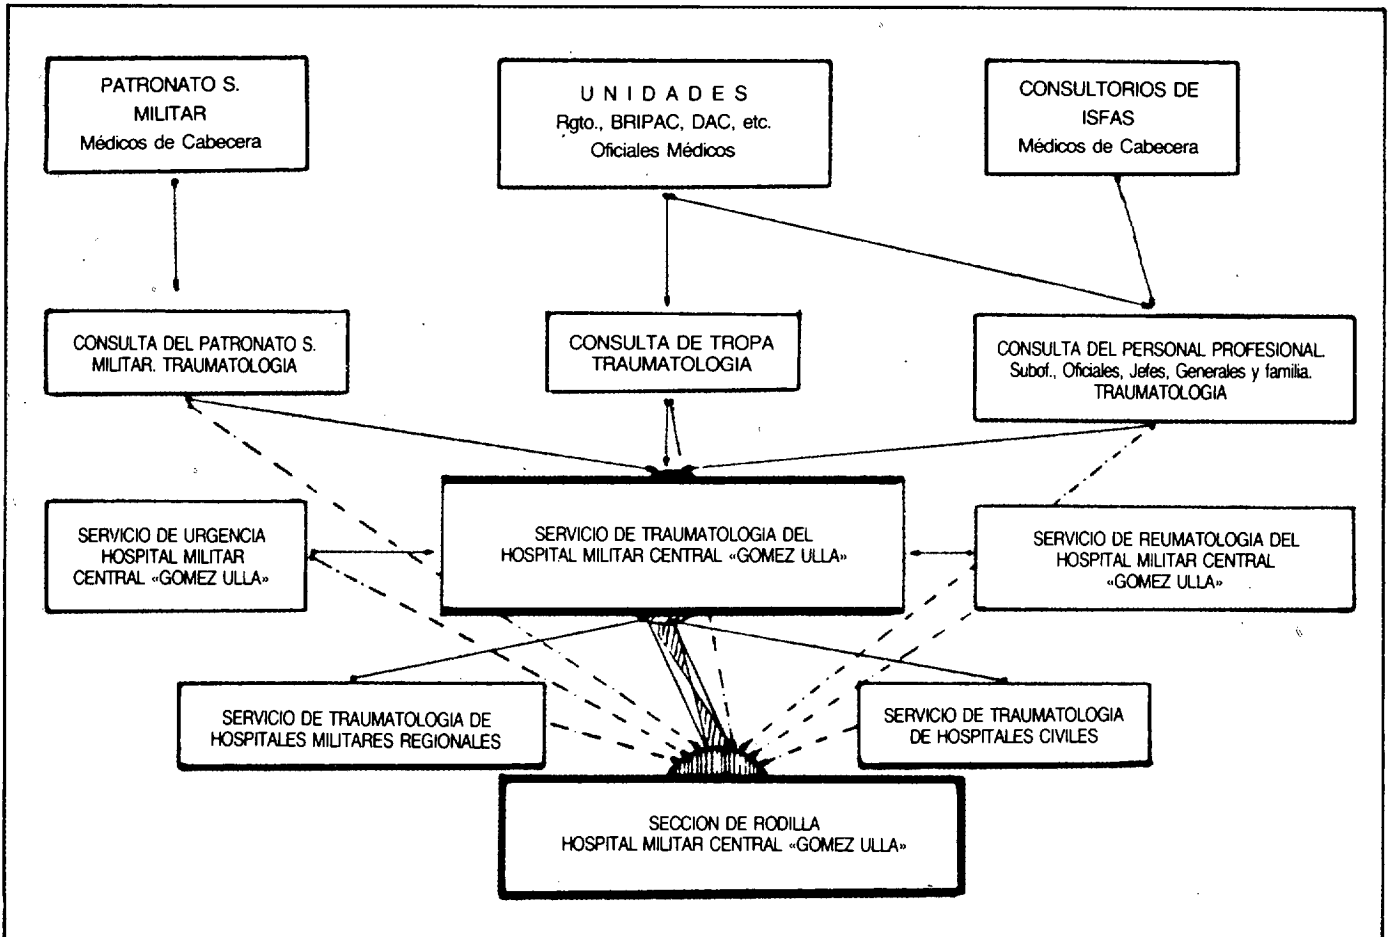 PATRONATO S.
MILITAR
Médicos de Cabecera
UNIDADES
Rgto., BRIPAC, DAC, etc.
Oficiales Médicos
CONSULTORIOS DE
ISFAS
Médicos de Cabecera
CONSULTA DEL PATRONATO S.
MILITAR. TRAUMATOLOGIA
CONSULTA DE TROPA
TRAUMATOLOGIA
CONSULTA DEL PERSONAL PROFESIONAL.
Subof., Oficiales, Jefes, Generales y familia.
TRAUMATOLOGIA
SERVICIO DE URGENCIA
HOSPITAL MILITAR
CENTRAL «GOMEZ ULLA»
SERVICIO DE TRAUMATOLOGIA DEL
HOSPITAL MILITAR CENTRAL «GOMEZ ULLA»
SERVICIO DE REUMATOLOGIA DEL
HOSPITAL MILITAR CENTRAL
«GOMEZ ULLA»
SERVICIO DE TRAUMATOLOGIA DE
HOSPITALES MILITARES REGIONALES
SERVICIO DE TRAUMATOLOGIA
DE HOSPITALES CIVILES
SECCION DE RODILLA
HOSPITAL MILITAR CENTRAL «GOMEZ ULLA»